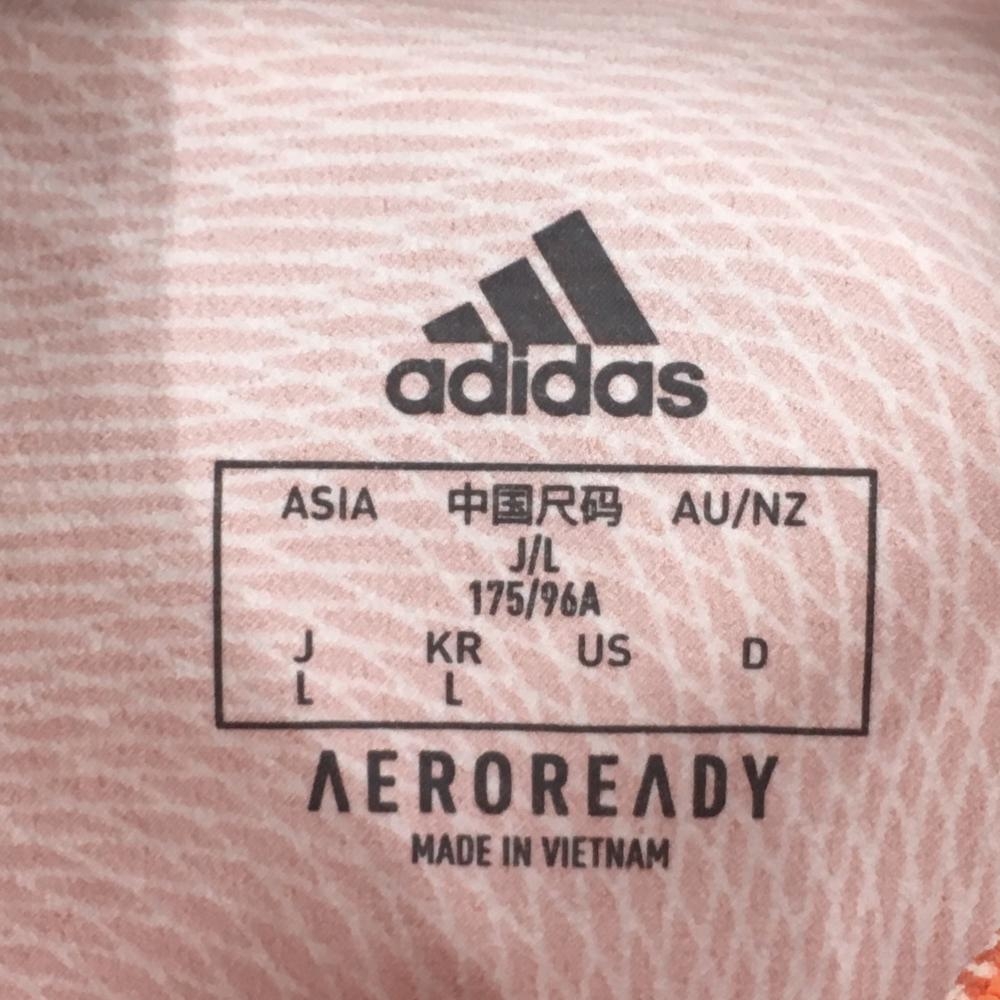 adidas
ASIA 中国尺码 AU/NZ
J/L
175/96A
J KR US D
L L
AEROREADY
MADE IN VIETNAM